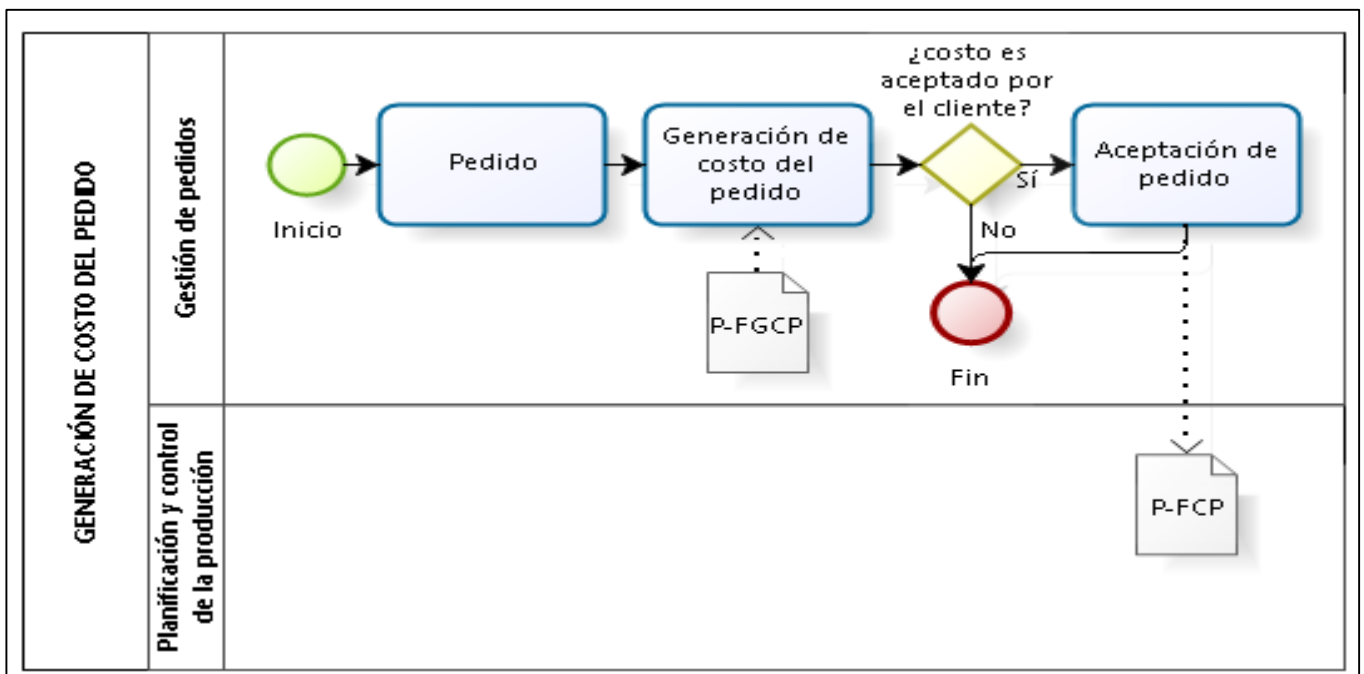 GENERACIÓN DE COSTO DEL PEDIDO
Gestión de pedidos
Inicio
Pedido
Generación de
costo del
pedido
¿costo es
aceptado por
el cliente?
Sí
No
Aceptación de
pedido
P-FGCP
Fin
Planificación y control
de la producción
P-FCP